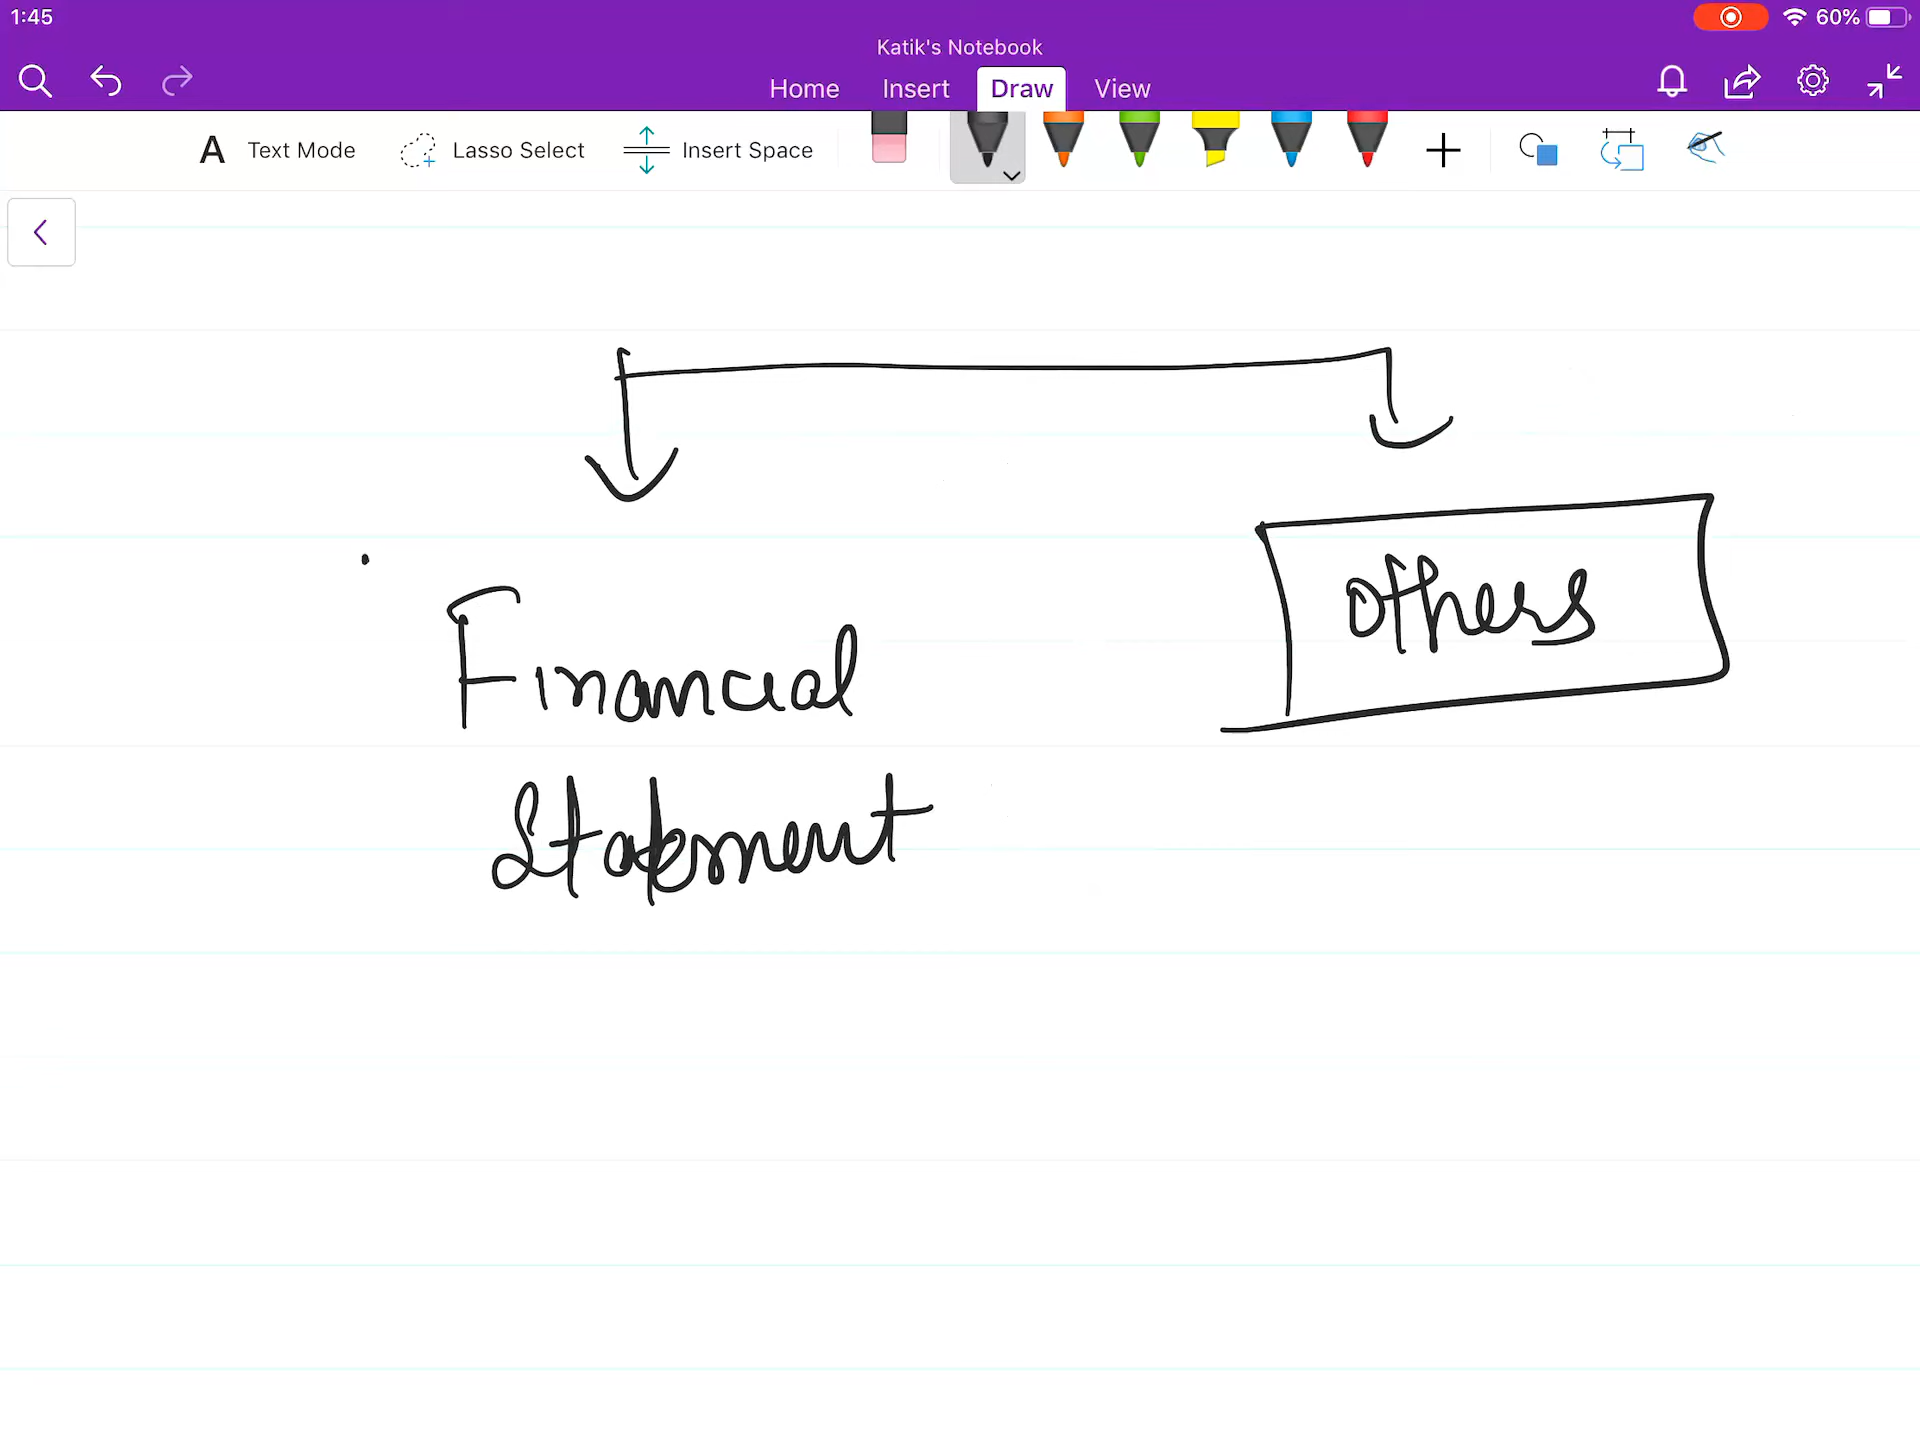 1:45
60%
Katik's Notebook
Home Insert Draw View
A Text Mode Lasso Select Insert Space
others
Financial
Statement